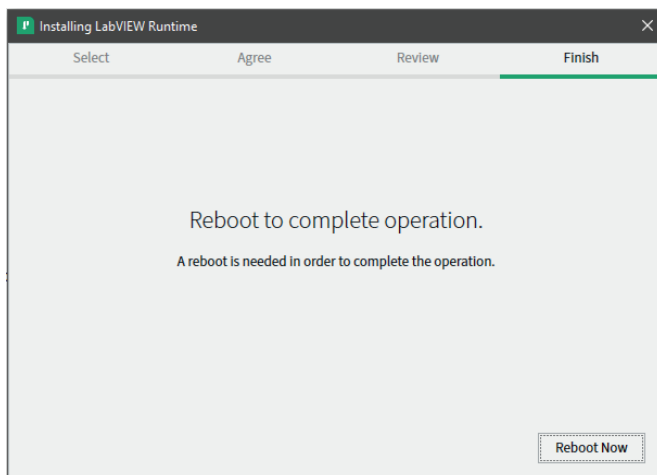 Installing LabVIEW Runtime
Select Agree Review Finish
Reboot to complete operation.
A reboot is needed in order to complete the operation.
Reboot Now